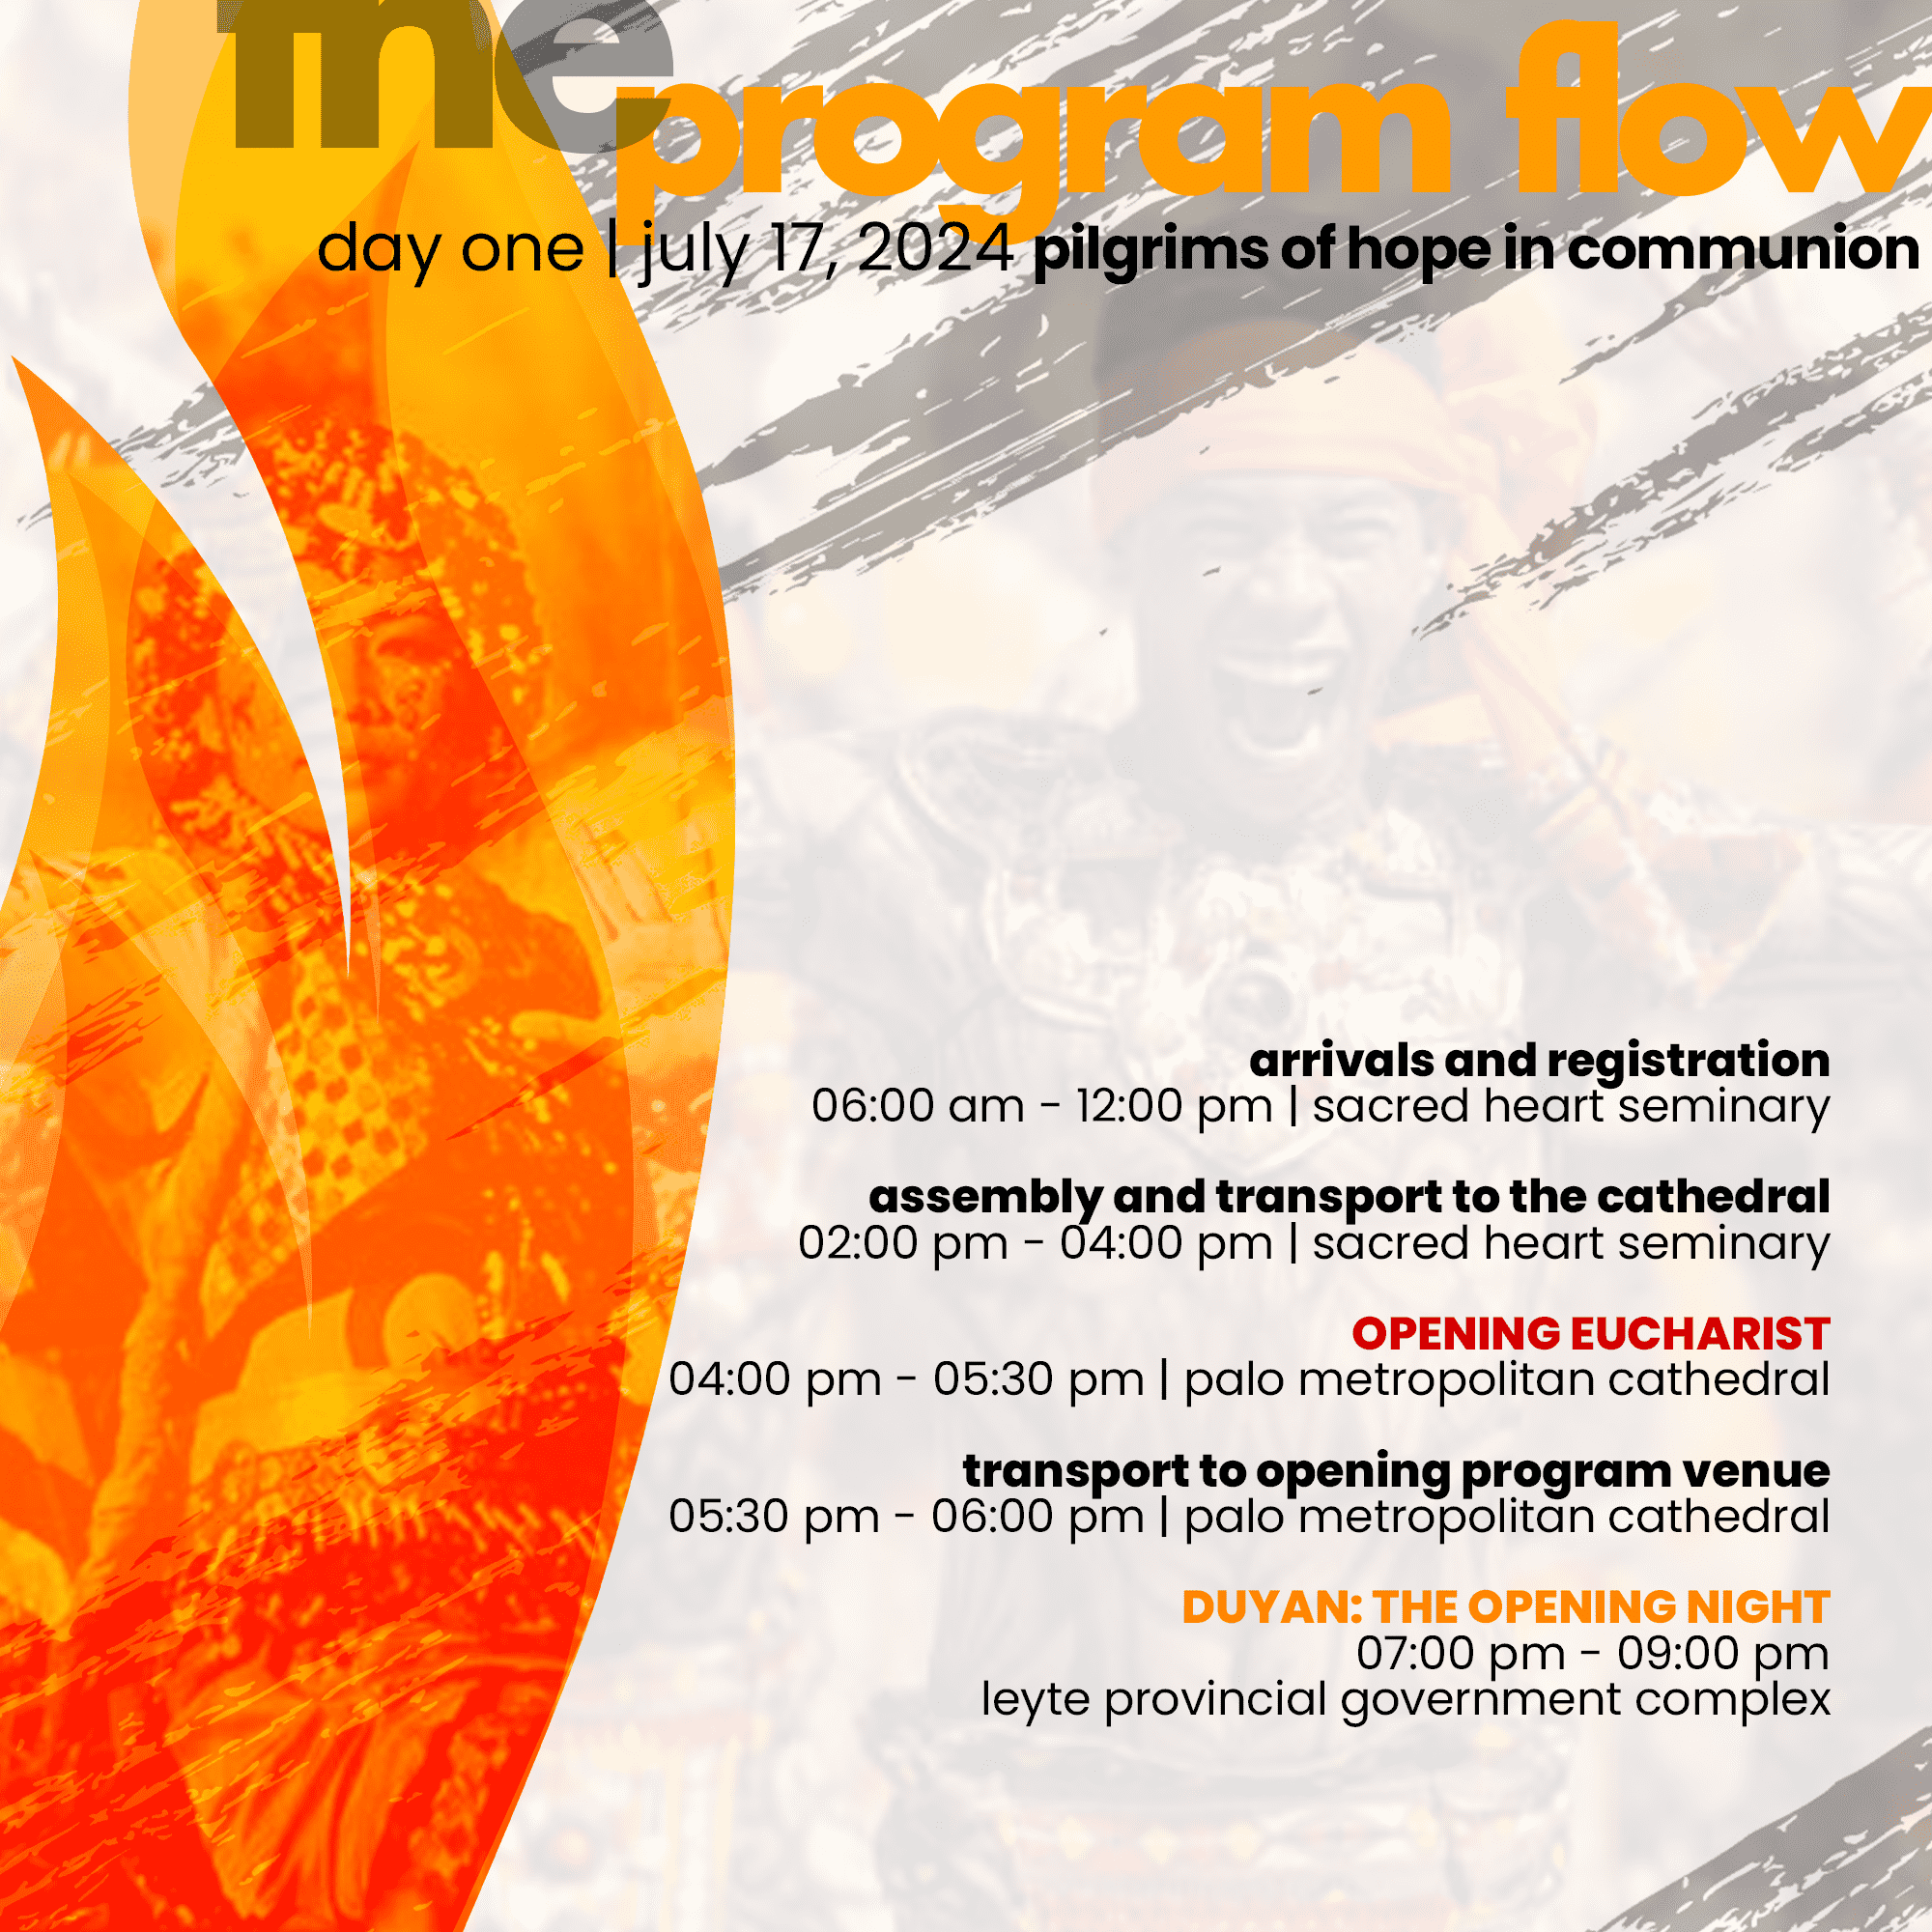 the
program flow
day one | july 17, 2024 pilgrims of hope in communion
arrivals and registration
06:00 am - 12:00 pm | sacred heart seminary
assembly and transport to the cathedral
02:00 pm - 04:00 pm | sacred heart seminary
OPENING EUCHARIST
04:00 pm - 05:30 pm | palo metropolitan cathedral
transport to opening program venue
05:30 pm - 06:00 pm | palo metropolitan cathedral
DUYAN: THE OPENING NIGHT
07:00 pm - 09:00 pm
leyte provincial government complex